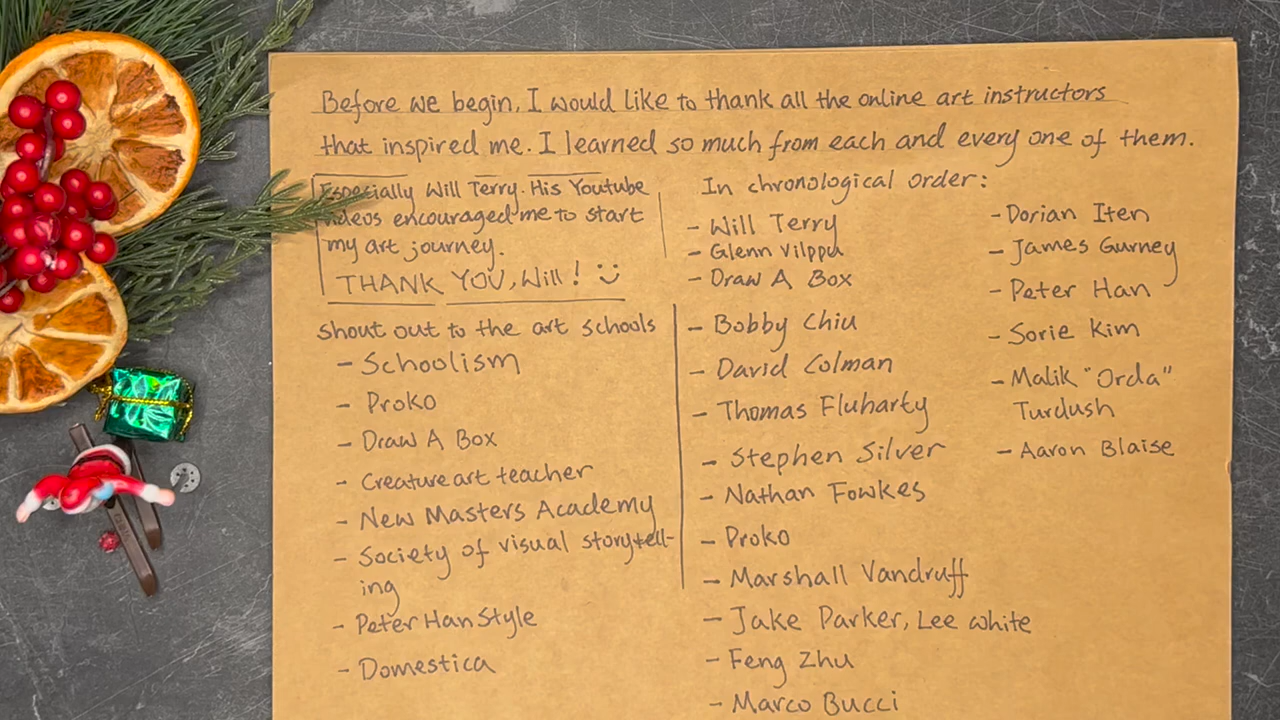 Before we begin, I would like to thank all the online art instructors
that inspired me. I learned so much from each and every one of them.
Especially Will Terry. His Youtube
videos encouraged me to start
my art journey.
THANK YOU, Will! :)
shout out to the art schools
- Schoolism
- Proko
- Draw A Box
- Creature art teacher
- New Masters Academy
- Society of visual storytell-
ing
- Peter Han Style
- Domestica
In chronological order:
- Will Terry
- Glenn Vilppu
- Draw A Box
- Bobby Chiu
- David Colman
- Thomas Fluharty
- Stephen Silver
- Nathan Fowkes
- Proko
- Marshall Vandruff
- Jake Parker, Lee white
- Feng Zhu
- Marco Bucci
- Dorian Iten
- James Gurney
- Peter Han
- Sorie Kim
- Malik "Orda"
Turdush
- Aaron Blaise